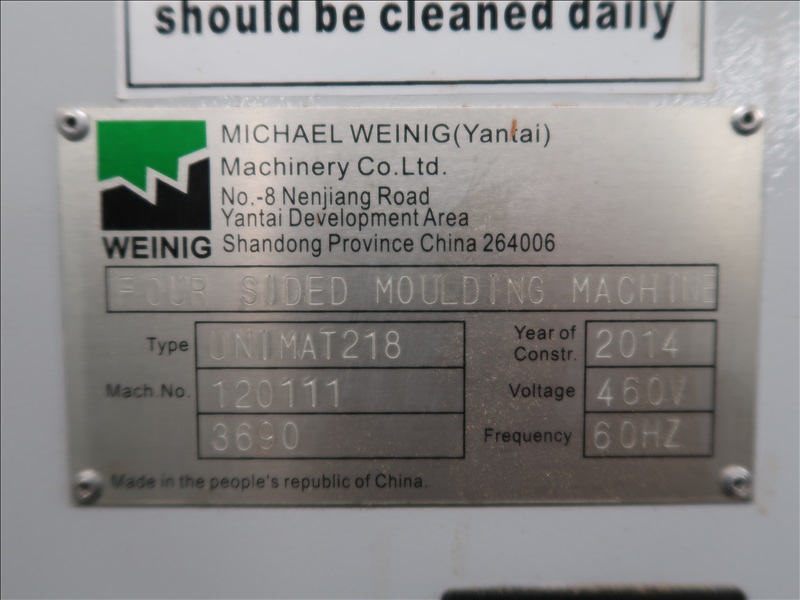 should be cleaned daily
MICHAEL WEINIG(Yantai)
Machinery Co.Ltd.
No.-8 Nenjiang Road
Yantai Development Area
WEINIG Shandong Province China 264006
FOUR SIDED MOULDING MACHINE
Type UNIMAT218 Year of Constr. 2014
Mach.No. 120111 Voltage 460V
3690 Frequency 60HZ
Made in the people's republic of China.